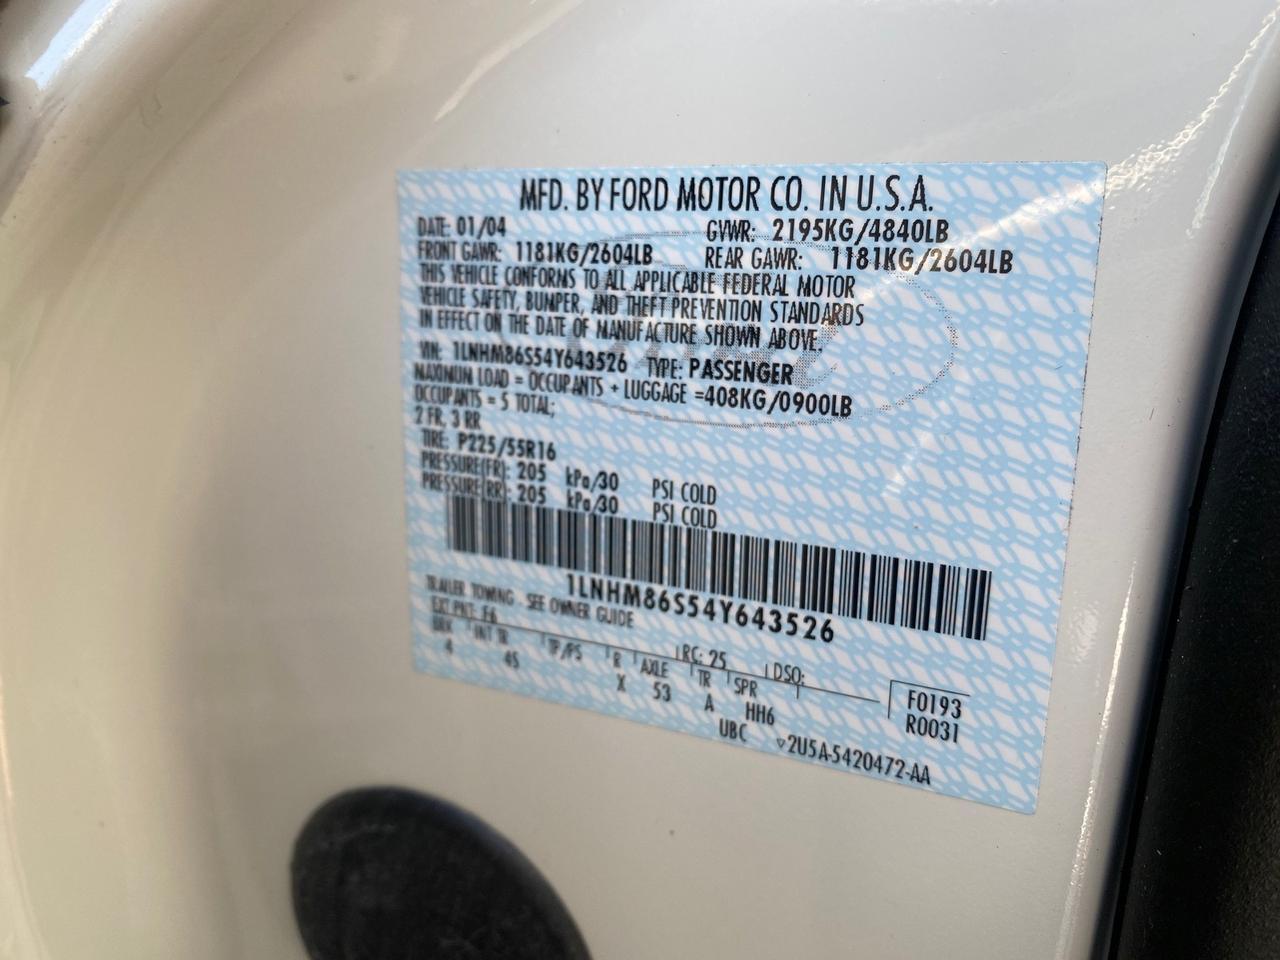 MFD. BY FORD MOTOR CO. IN U.S.A.
DATE: 01/04 GVWR: 2195KG/4840LB
FRONT GAWR: 1181KG/2604LB REAR GAWR: 1181KG/2604LB
THIS VEHICLE CONFORMS TO ALL APPLICABLE FEDERAL MOTOR
VEHICLE SAFETY, BUMPER, AND THEFT PREVENTION STANDARDS
IN EFFECT ON THE DATE OF MANUFACTURE SHOWN ABOVE.
VIN: 1LNHM86S54Y643526 TYPE: PASSENGER
MAXIMUN LOAD = OCCUPANTS + LUGGAGE =408KG/0900LB
OCCUPANTS = 5 TOTAL;
2 FR, 3 RR
TIRE: P225/55R16
PRESSURE(FR): 205 kPa/30 PSI COLD
PRESSURE(RR): 205 kPa/30 PSI COLD
1LNHM86S54Y643526
TRAILER TOWING - SEE OWNER GUIDE
EXT PNT: F6 RC: 25 DSO:
BRK INT TR TP/PS R AXLE TR SPR
4 45 X 53 A HH6
F0193
R0031
UBC ▽2U5A-5420472-AA